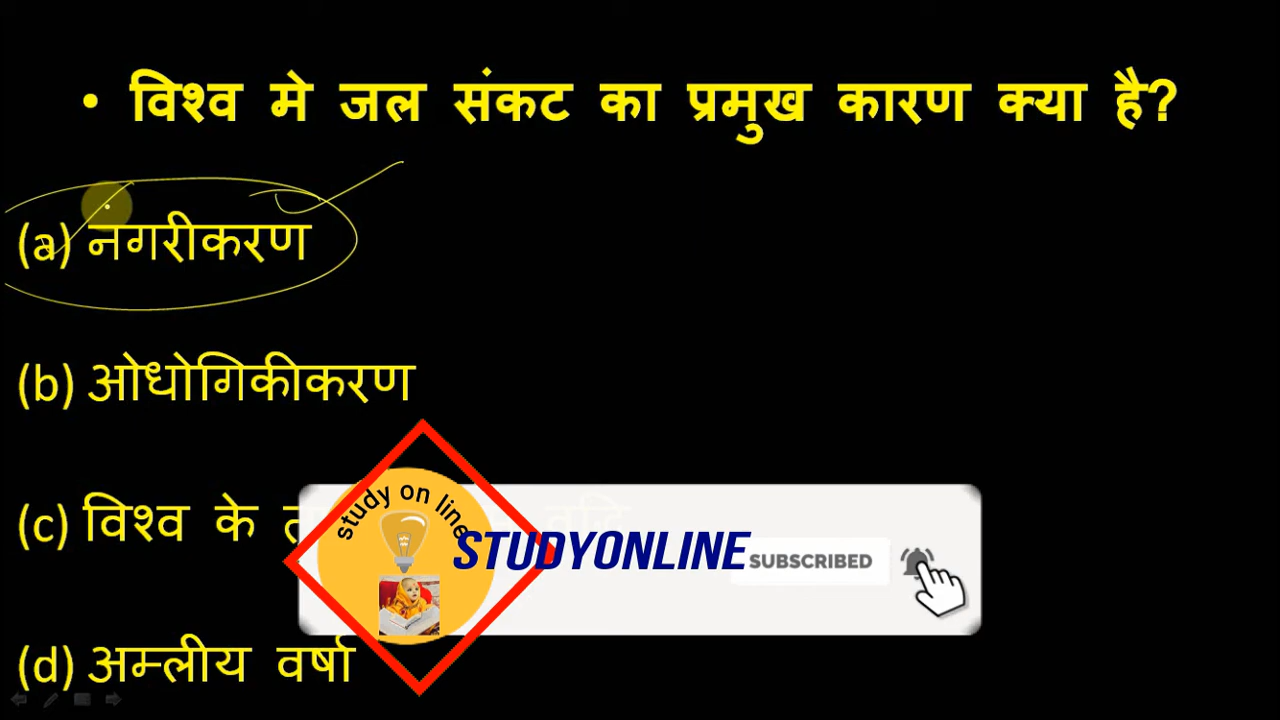 • विश्व मे जल संकट का प्रमुख कारण क्या है?
(a) नगरीकरण
(b) ओधोगिकीकरण
(c) विश्व के
(d) अम्लीय वर्षा
study on line
STUDYONLINE
SUBSCRIBED